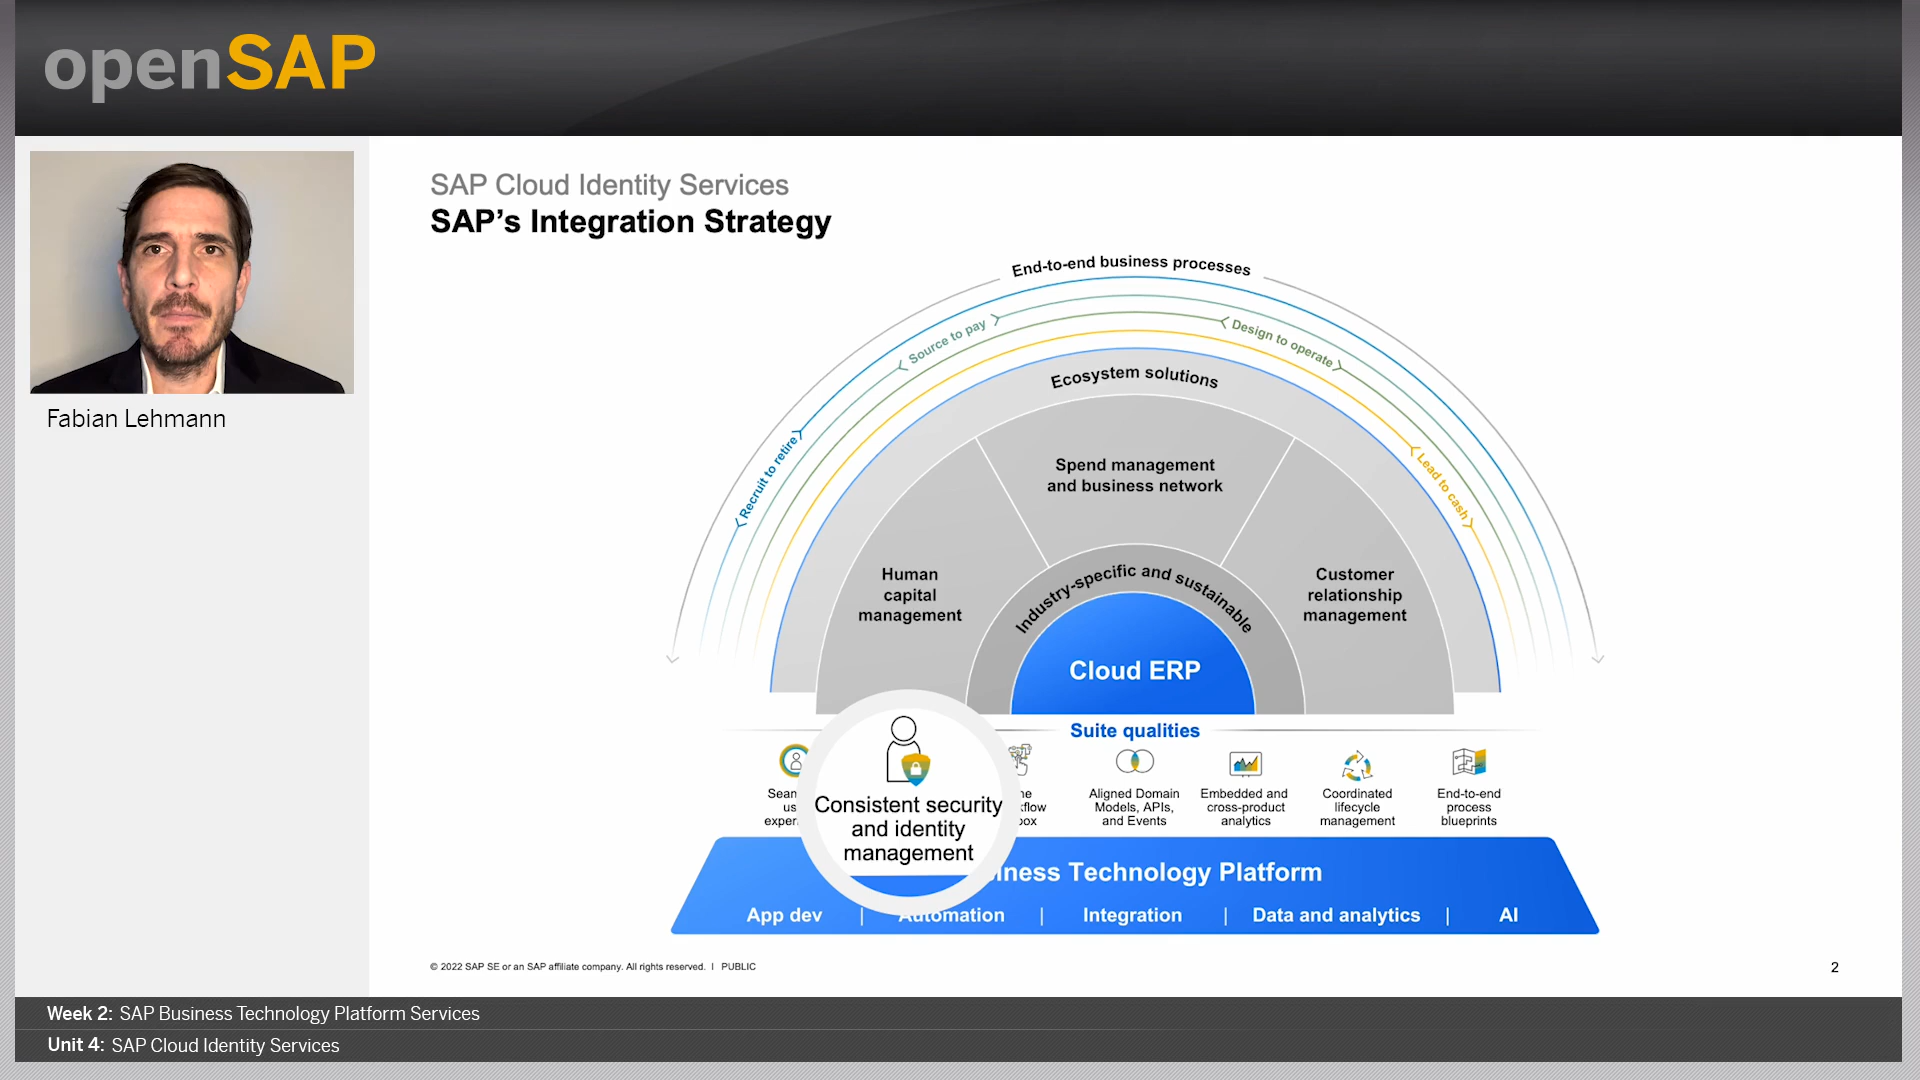 openSAP
Fabian Lehmann
SAP Cloud Identity Services
SAP’s Integration Strategy
End-to-end business processes
Source to pay
Design to operate
Recruit to retire
Lead to cash
Ecosystem solutions
Spend management
and business network
Human
capital
management
Industry-specific and sustainable
Customer
relationship
management
Cloud ERP
Suite qualities
Consistent security
and identity
management
Aligned Domain
Models, APIs,
and Events
Embedded and
cross-product
analytics
Coordinated
lifecycle
management
End-to-end
process
blueprints
Technology Platform
App dev | Automation | Integration | Data and analytics | AI
© 2022 SAP SE or an SAP affiliate company. All rights reserved. I PUBLIC
2
Week 2: SAP Business Technology Platform Services
Unit 4: SAP Cloud Identity Services